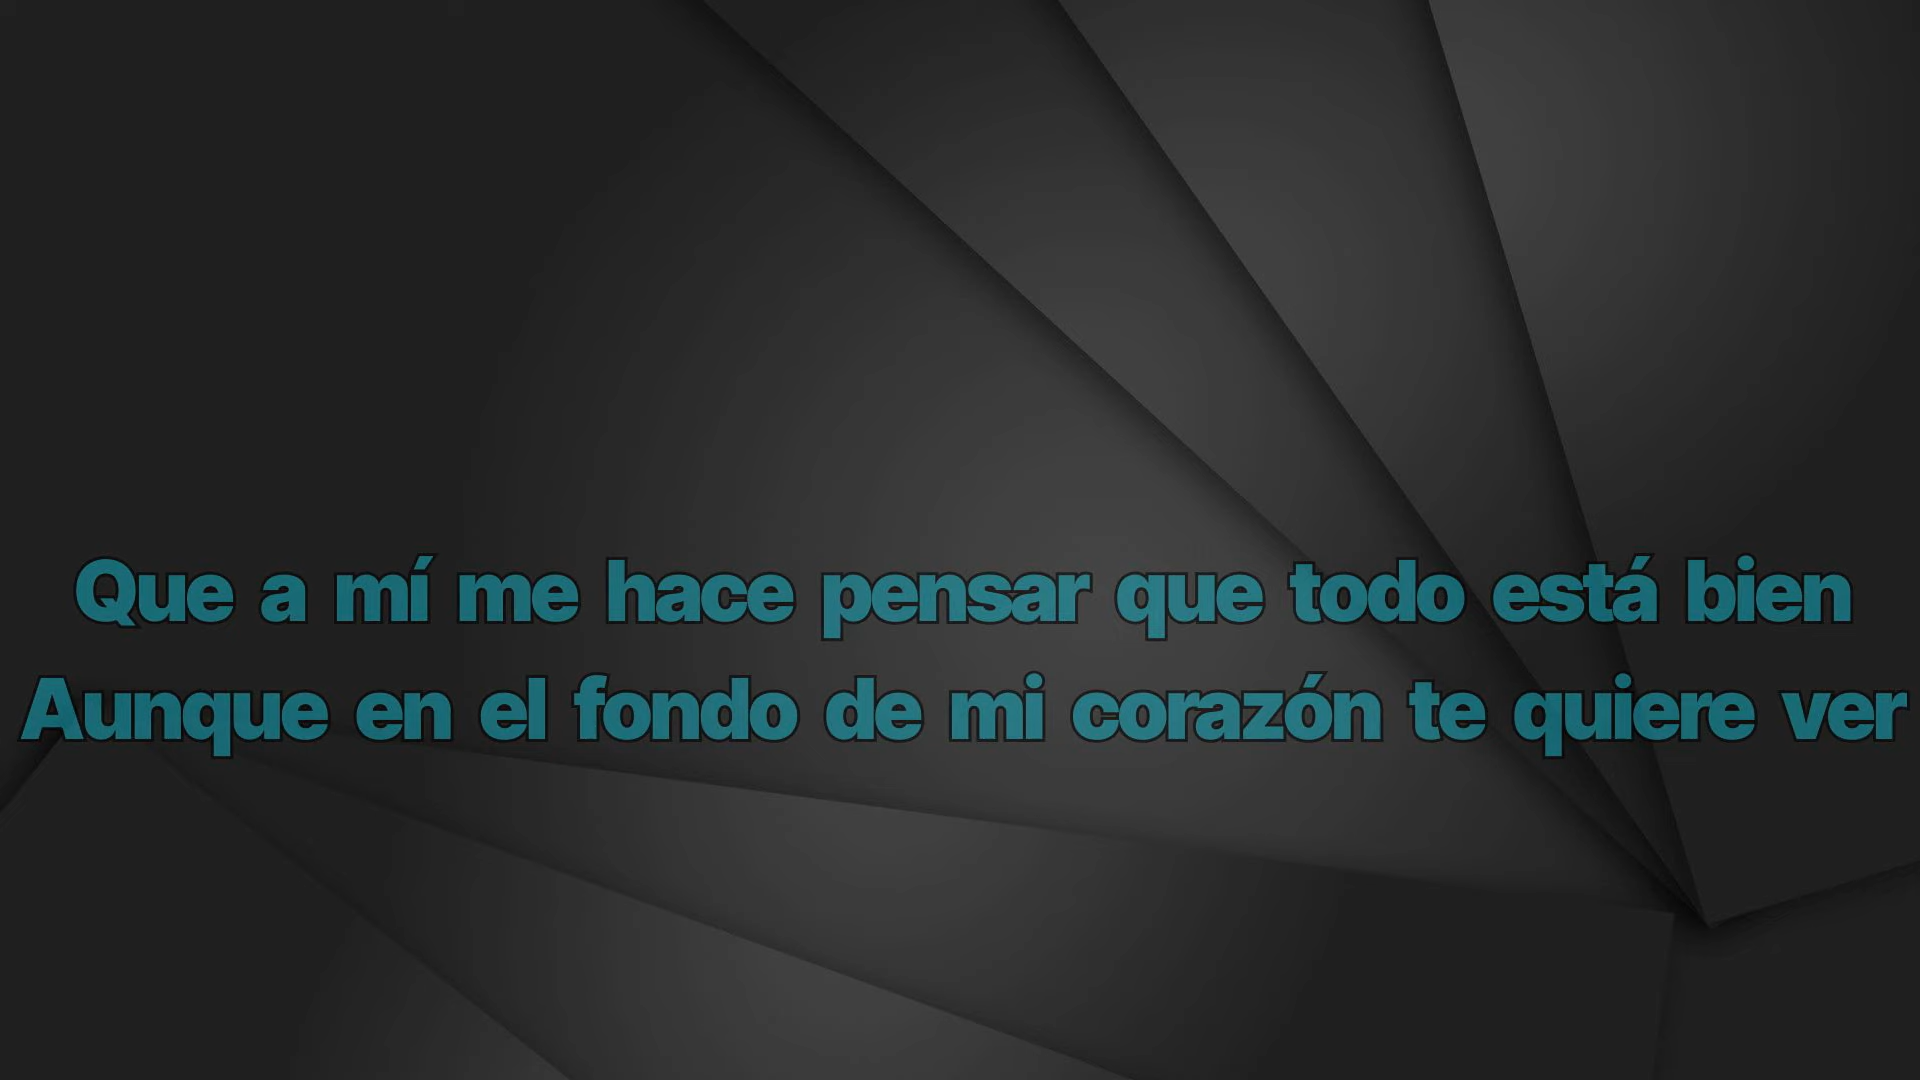 Que a mí me hace pensar que todo está bien
Aunque en el fondo de mi corazón te quiere ver